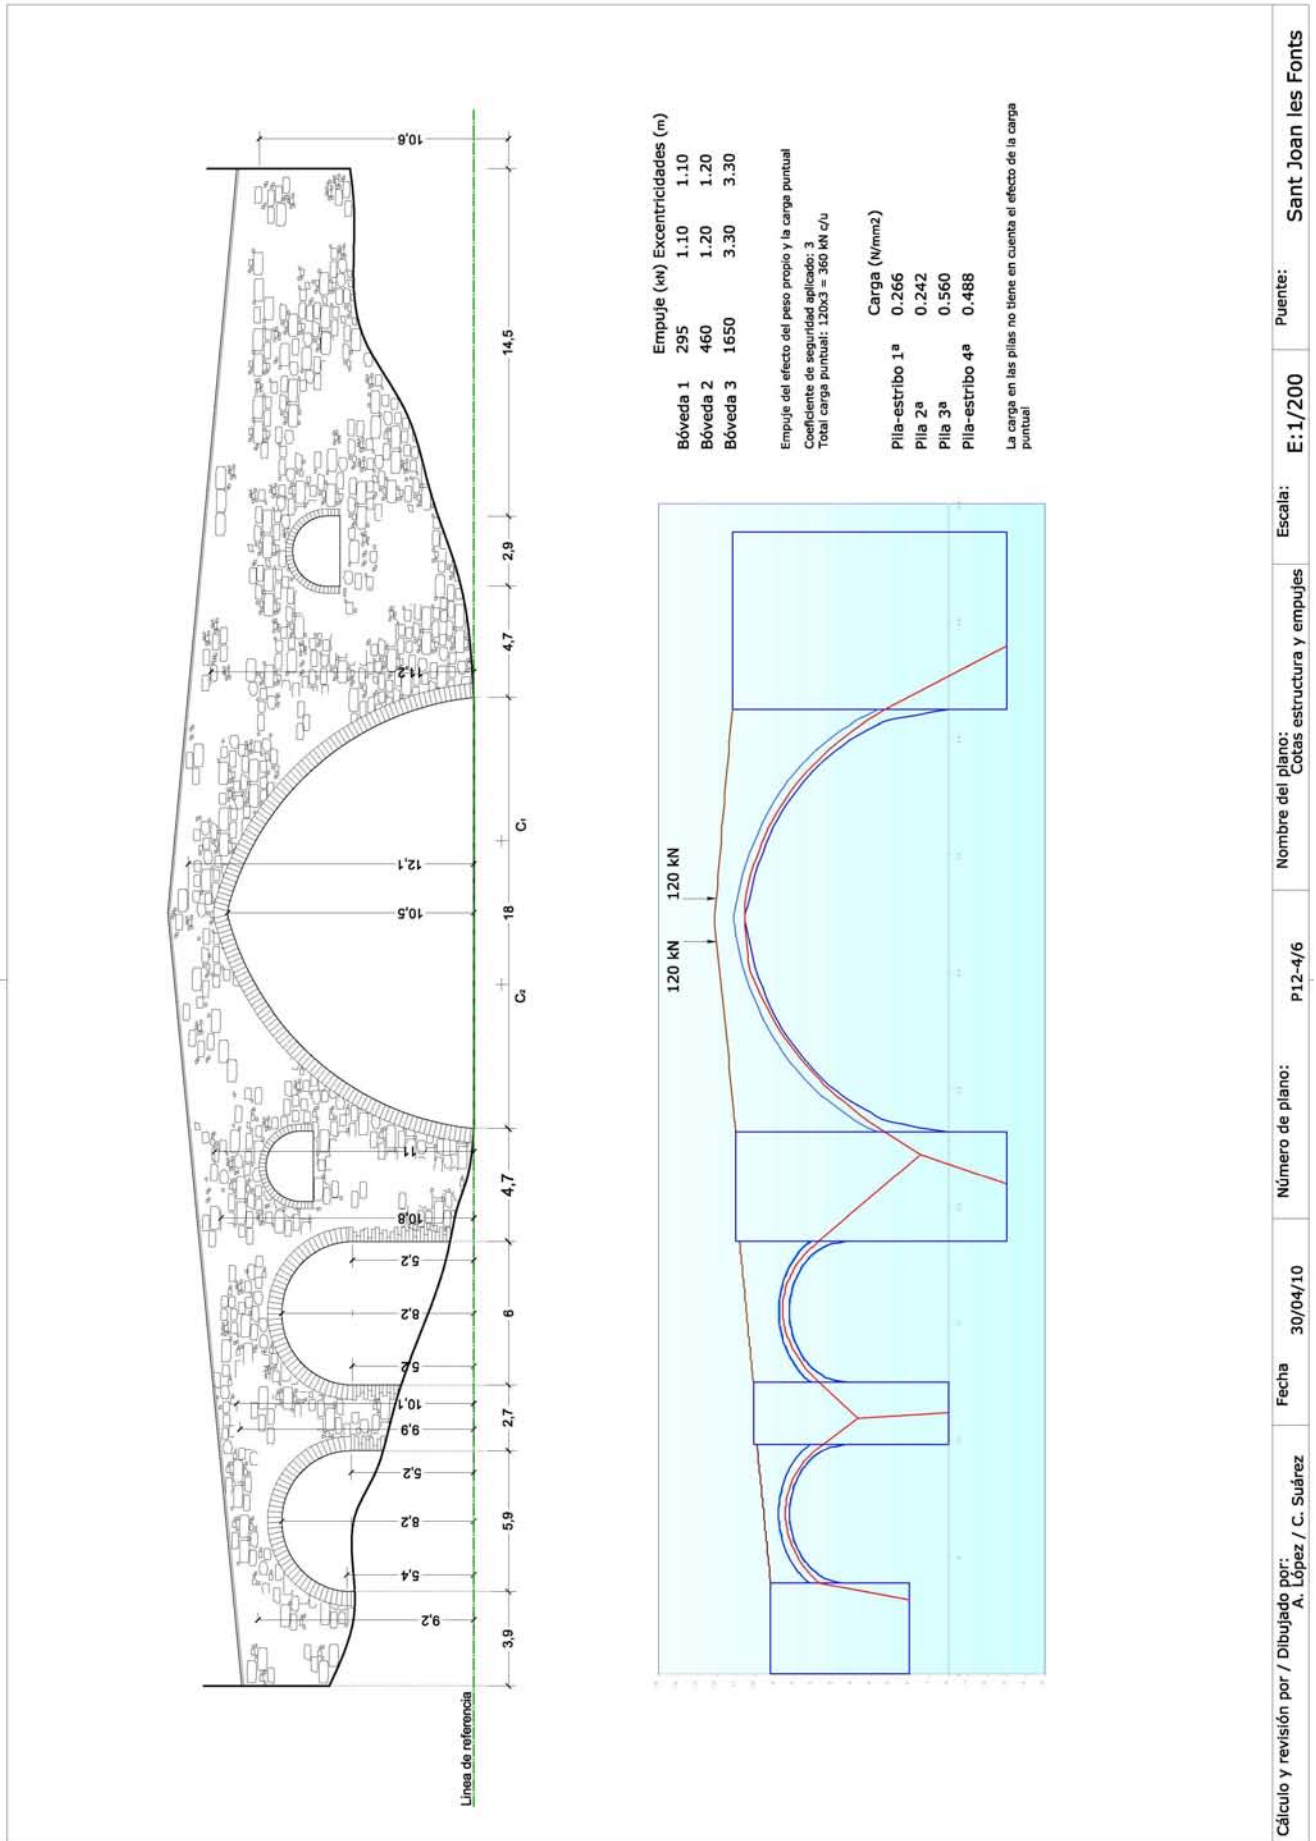 Linea de referencia
3,9
5,9
2,7
6
4,7
18
4,7
2,9
14,5
9,2
5,4
8,2
5,2
9,9
10,1
5,2
8,2
5,2
10,8
11
10,5
12,1
11,2
10,6
C₂
C₁
120 kN
120 kN
Empuje (kN) Excentricidades (m)
Bóveda 1 295 1.10 1.10
Bóveda 2 460 1.20 1.20
Bóveda 3 1650 3.30 3.30
Empuje del efecto del peso propio y la carga puntual
Coeficiente de seguridad aplicado: 3
Total carga puntual: 120x3 = 360 kN c/u
Carga (N/mm2)
Pila-estribo 1ª 0.266
Pila 2ª 0.242
Pila 3ª 0.560
Pila-estribo 4ª 0.488
La carga en las pilas no tiene en cuenta el efecto de la carga
puntual
Cálculo y revisión por / Dibujado por:
A. López / C. Suárez
Fecha
30/04/10
Número de plano:
P12-4/6
Nombre del plano:
Cotas estructura y empujes
Escala:
E:1/200
Puente:
Sant Joan les Fonts